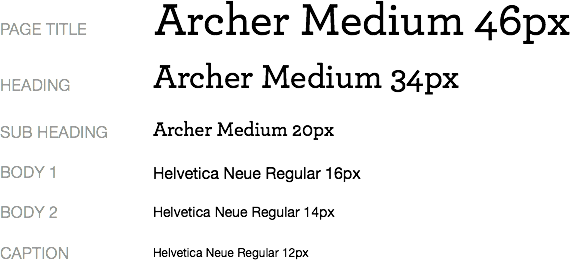 PAGE TITLE Archer Medium 46px
HEADING Archer Medium 34px
SUB HEADING Archer Medium 20px
BODY 1 Helvetica Neue Regular 16px
BODY 2 Helvetica Neue Regular 14px
CAPTION Helvetica Neue Regular 12px